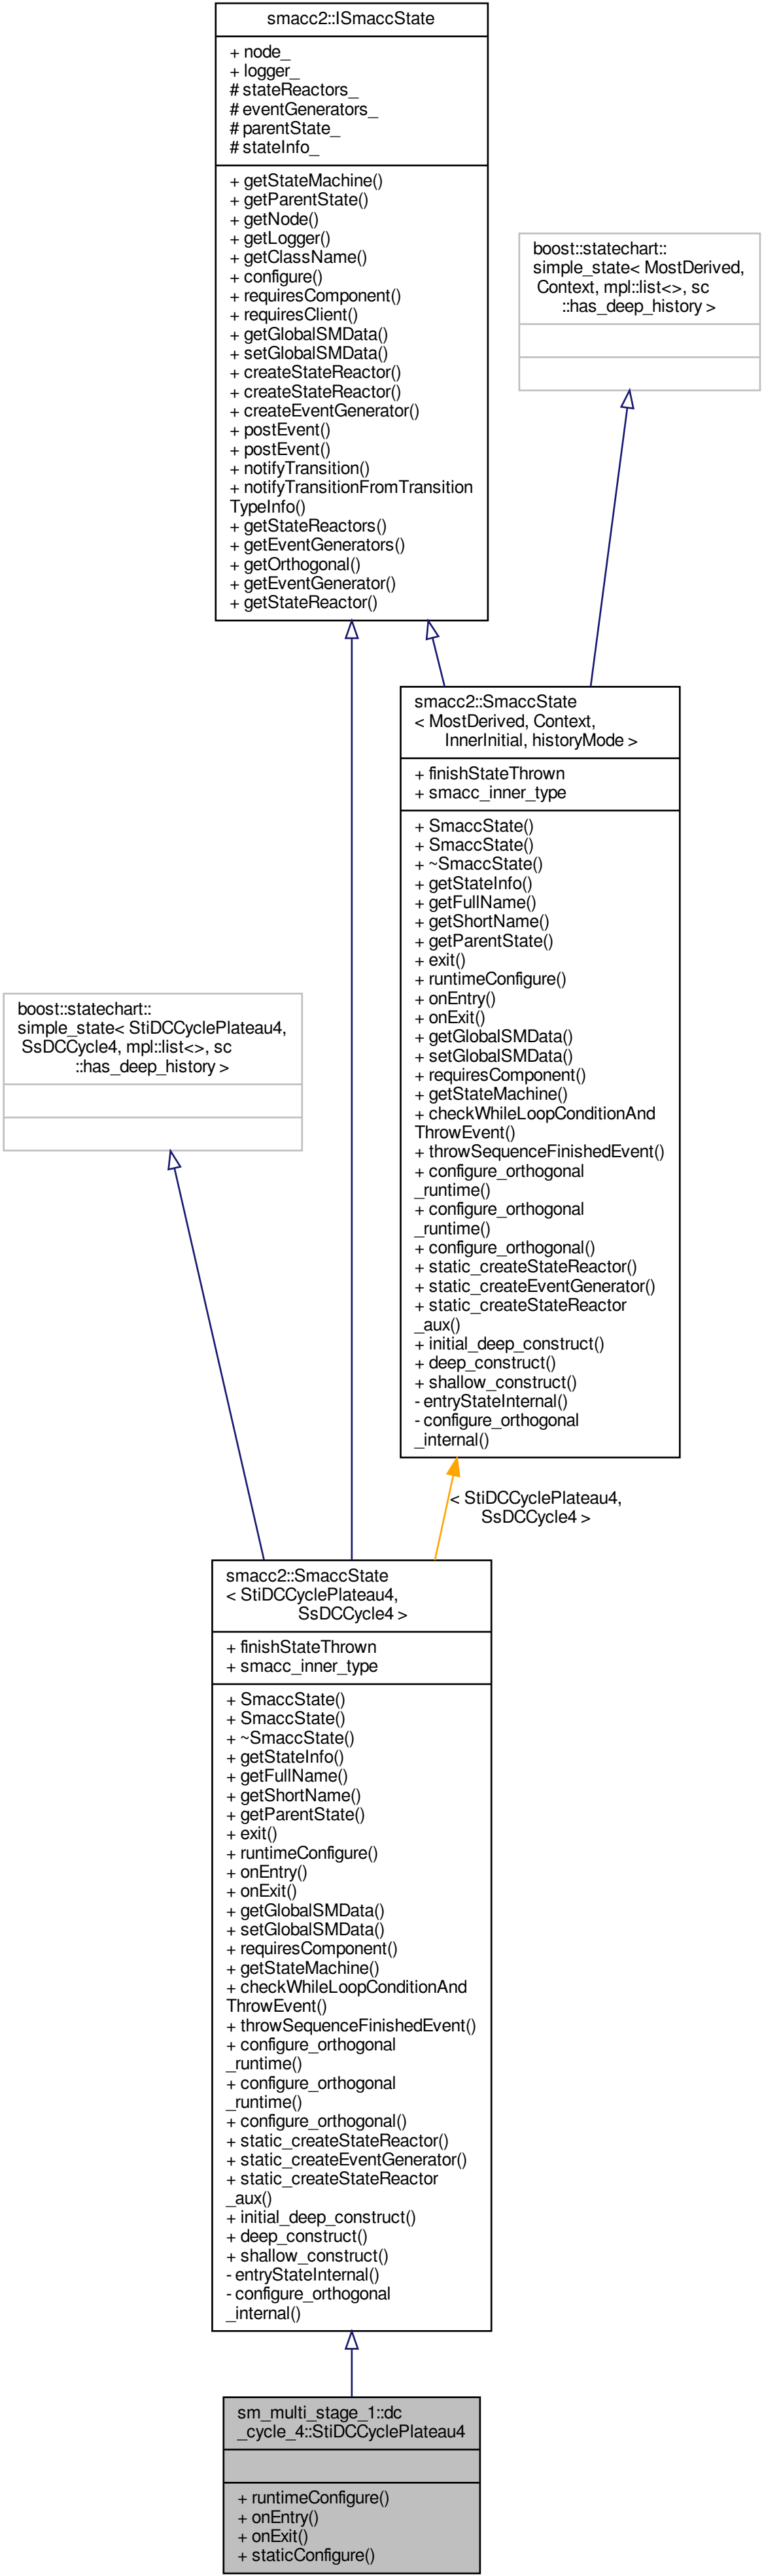 smacc2::ISmaccState
+ node_
+ logger_
# stateReactors_
# eventGenerators_
# parentState_
# stateInfo_
+ getStateMachine()
+ getParentState()
+ getNode()
+ getLogger()
+ getClassName()
+ configure()
+ requiresComponent()
+ requiresClient()
+ getGlobalSMData()
+ setGlobalSMData()
+ createStateReactor()
+ createStateReactor()
+ createEventGenerator()
+ postEvent()
+ postEvent()
+ notifyTransition()
+ notifyTransitionFromTransition
TypeInfo()
+ getStateReactors()
+ getEventGenerators()
+ getOrthogonal()
+ getEventGenerator()
+ getStateReactor()
boost::statechart::
simple_state< MostDerived,
Context, mpl::list<>, sc
::has_deep_history >
smacc2::SmaccState
< MostDerived, Context,
InnerInitial, historyMode >
+ finishStateThrown
+ smacc_inner_type
+ SmaccState()
+ SmaccState()
+ ~SmaccState()
+ getStateInfo()
+ getFullName()
+ getShortName()
+ getParentState()
+ exit()
+ runtimeConfigure()
+ onEntry()
+ onExit()
+ getGlobalSMData()
+ setGlobalSMData()
+ requiresComponent()
+ getStateMachine()
+ checkWhileLoopConditionAnd
ThrowEvent()
+ throwSequenceFinishedEvent()
+ configure_orthogonal
_runtime()
+ configure_orthogonal
_runtime()
+ configure_orthogonal()
+ static_createStateReactor()
+ static_createEventGenerator()
+ static_createStateReactor
_aux()
+ initial_deep_construct()
+ deep_construct()
+ shallow_construct()
- entryStateInternal()
- configure_orthogonal
_internal()
boost::statechart::
simple_state< StiDCCyclePlateau4,
SsDCCycle4, mpl::list<>, sc
::has_deep_history >
< StiDCCyclePlateau4,
SsDCCycle4 >
smacc2::SmaccState
< StiDCCyclePlateau4,
SsDCCycle4 >
+ finishStateThrown
+ smacc_inner_type
+ SmaccState()
+ SmaccState()
+ ~SmaccState()
+ getStateInfo()
+ getFullName()
+ getShortName()
+ getParentState()
+ exit()
+ runtimeConfigure()
+ onEntry()
+ onExit()
+ getGlobalSMData()
+ setGlobalSMData()
+ requiresComponent()
+ getStateMachine()
+ checkWhileLoopConditionAnd
ThrowEvent()
+ throwSequenceFinishedEvent()
+ configure_orthogonal
_runtime()
+ configure_orthogonal
_runtime()
+ configure_orthogonal()
+ static_createStateReactor()
+ static_createEventGenerator()
+ static_createStateReactor
_aux()
+ initial_deep_construct()
+ deep_construct()
+ shallow_construct()
- entryStateInternal()
- configure_orthogonal
_internal()
sm_multi_stage_1::dc
_cycle_4::StiDCCyclePlateau4
+ runtimeConfigure()
+ onEntry()
+ onExit()
+ staticConfigure()